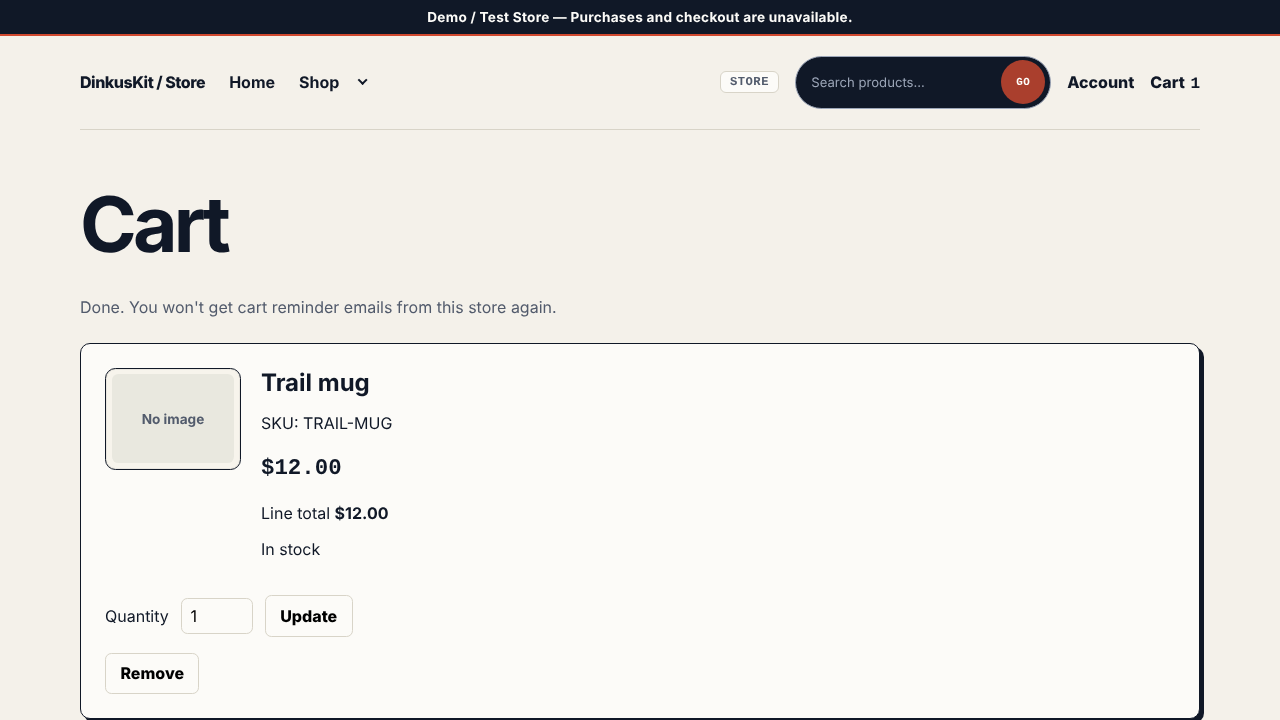 Demo / Test Store — Purchases and checkout are unavailable.
DinkusKit / Store Home Shop STORE Search products... GO Account Cart 1
Cart
Done. You won't get cart reminder emails from this store again.
No image
Trail mug
SKU: TRAIL-MUG
$12.00
Line total $12.00
In stock
Quantity 1 Update
Remove